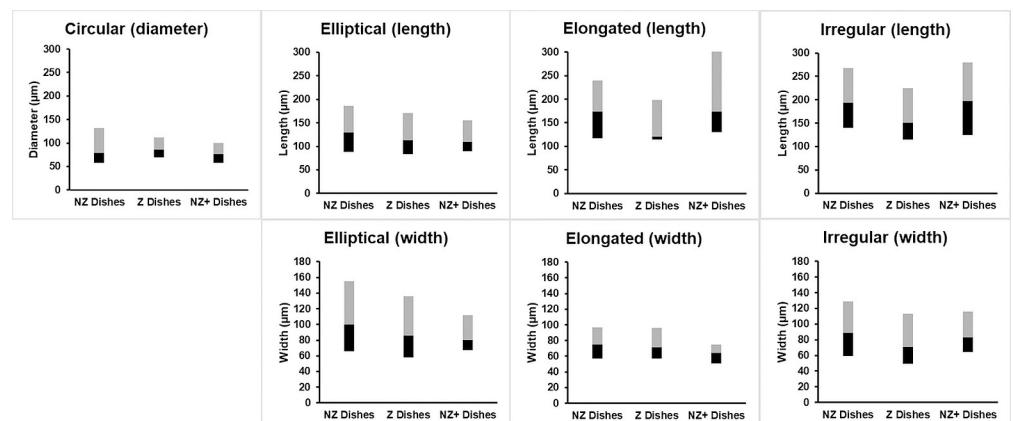 Circular (diameter)
300
250
200
150
100
50
0
Diameter (µm)
NZ Dishes Z Dishes NZ+ Dishes
Elliptical (length)
300
250
200
150
100
50
0
Length (µm)
NZ Dishes Z Dishes NZ+ Dishes
Elongated (length)
300
250
200
150
100
50
0
Length (µm)
NZ Dishes Z Dishes NZ+ Dishes
Irregular (length)
300
250
200
150
100
50
0
Length (µm)
NZ Dishes Z Dishes NZ+ Dishes
Elliptical (width)
180
160
140
120
100
80
60
40
20
0
Width (µm)
NZ Dishes Z Dishes NZ+ Dishes
Elongated (width)
180
160
140
120
100
80
60
40
20
0
Width (µm)
NZ Dishes Z Dishes NZ+ Dishes
Irregular (width)
180
160
140
120
100
80
60
40
20
0
Width (µm)
NZ Dishes Z Dishes NZ+ Dishes